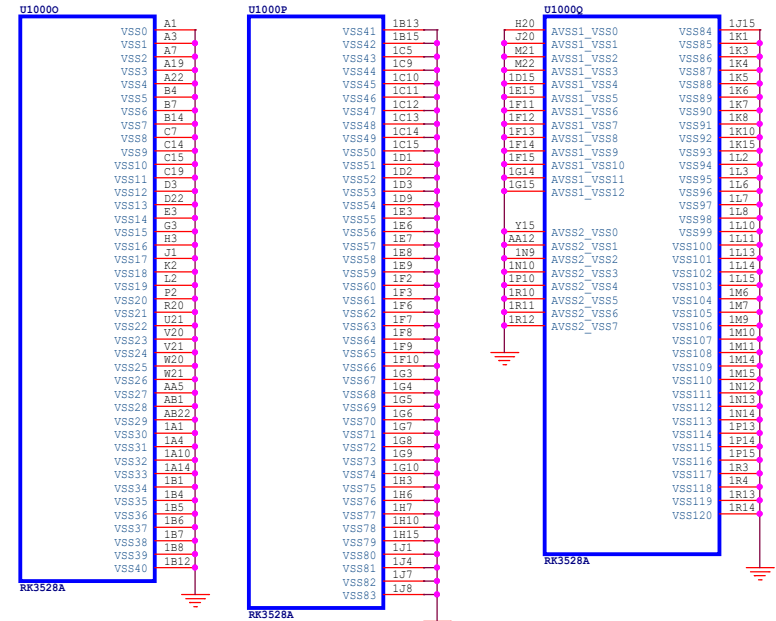 U1000O
VSS0 A1
VSS1 A3
VSS2 A7
VSS3 A19
VSS4 A22
VSS5 B4
VSS6 B7
VSS7 B14
VSS8 C7
VSS9 C14
VSS10 C15
VSS11 C19
VSS12 D3
VSS13 D22
VSS14 E3
VSS15 G3
VSS16 H3
VSS17 J1
VSS18 K2
VSS19 L2
VSS20 P2
VSS21 R20
VSS22 U21
VSS23 V20
VSS24 V21
VSS25 W20
VSS26 W21
VSS27 AA5
VSS28 AB1
VSS29 AB22
VSS30 1A1
VSS31 1A4
VSS32 1A10
VSS33 1A14
VSS34 1B1
VSS35 1B4
VSS36 1B5
VSS37 1B6
VSS38 1B7
VSS39 1B8
VSS40 1B12
RK3528A
U1000P
VSS41 1B13
VSS42 1B15
VSS43 1C5
VSS44 1C9
VSS45 1C10
VSS46 1C11
VSS47 1C12
VSS48 1C13
VSS49 1C14
VSS50 1C15
VSS51 1D1
VSS52 1D2
VSS53 1D3
VSS54 1D9
VSS55 1E3
VSS56 1E6
VSS57 1E7
VSS58 1E8
VSS59 1E9
VSS60 1F2
VSS61 1F3
VSS62 1F6
VSS63 1F7
VSS64 1F8
VSS65 1F9
VSS66 1F10
VSS67 1G3
VSS68 1G4
VSS69 1G5
VSS70 1G6
VSS71 1G7
VSS72 1G8
VSS73 1G9
VSS74 1G10
VSS75 1H3
VSS76 1H6
VSS77 1H7
VSS78 1H10
VSS79 1H15
VSS80 1J1
VSS81 1J4
VSS82 1J7
VSS83 1J8
RK3528A
U1000Q
H20 AVSS1_VSS0 VSS84 1J15
J20 AVSS1_VSS1 VSS85 1K1
M21 AVSS1_VSS2 VSS86 1K3
M22 AVSS1_VSS3 VSS87 1K4
1D15 AVSS1_VSS4 VSS88 1K5
1E15 AVSS1_VSS5 VSS89 1K6
1F11 AVSS1_VSS6 VSS90 1K7
1F12 AVSS1_VSS7 VSS91 1K8
1F13 AVSS1_VSS8 VSS92 1K10
1F14 AVSS1_VSS9 VSS93 1K15
1F15 AVSS1_VSS10 VSS94 1L2
1G14 AVSS1_VSS11 VSS95 1L3
1G15 AVSS1_VSS12 VSS96 1L6
VSS97 1L7
VSS98 1L8
Y15 AVSS2_VSS0 VSS99 1L10
AA12 AVSS2_VSS1 VSS100 1L11
1N9 AVSS2_VSS2 VSS101 1L13
1N10 AVSS2_VSS3 VSS102 1L14
1P10 AVSS2_VSS4 VSS103 1L15
1R10 AVSS2_VSS5 VSS104 1M6
1R11 AVSS2_VSS6 VSS105 1M7
1R12 AVSS2_VSS7 VSS106 1M9
VSS107 1M10
VSS108 1M11
VSS109 1M14
VSS110 1M15
VSS111 1N12
VSS112 1N13
VSS113 1N14
VSS114 1P13
VSS115 1P14
VSS116 1P15
VSS117 1R3
VSS118 1R4
VSS119 1R13
VSS120 1R14
RK3528A